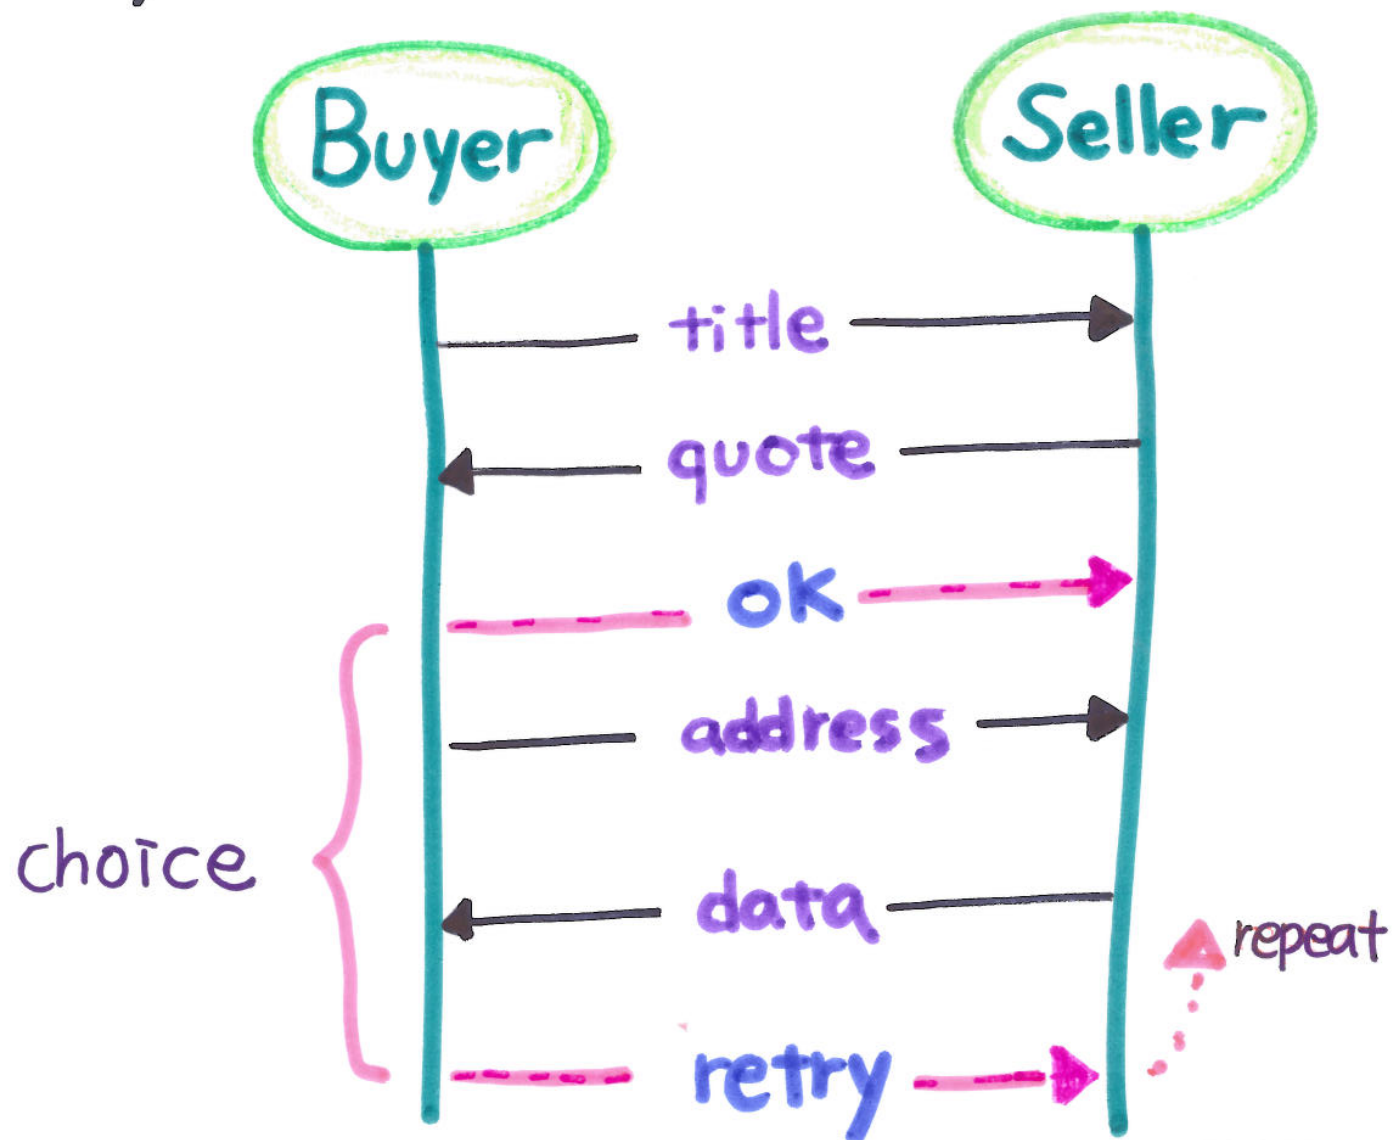 Buyer
Seller
title
quote
ok
address
choice
data
repeat
retry